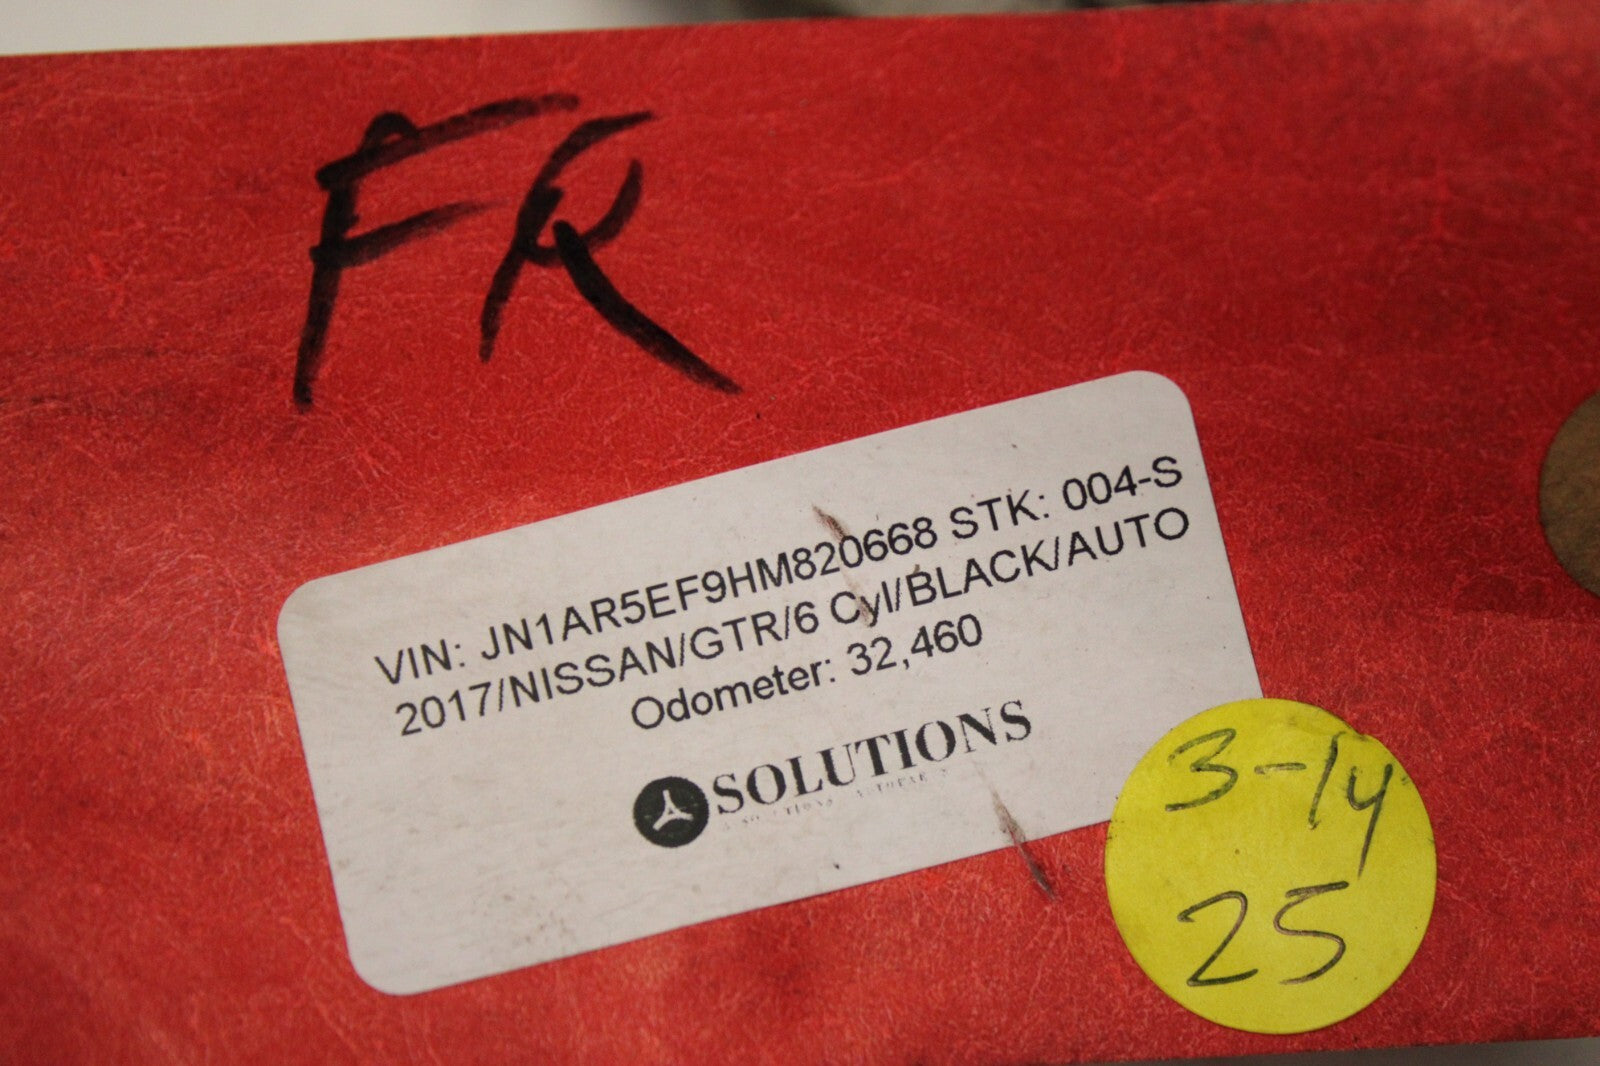 FR
VIN: JN1AR5EF9HM820668 STK: 004-S
2017/NISSAN/GTR/6 Cyl/BLACK/AUTO
Odometer: 32,460
SOLUTIONS
3-14
25